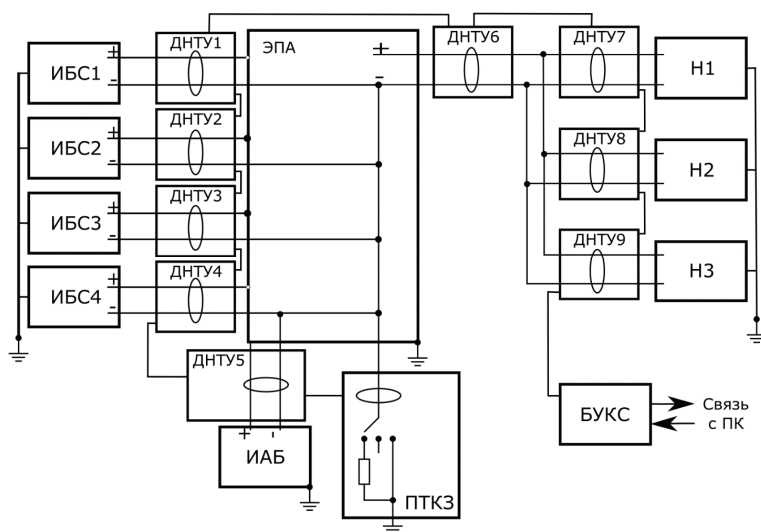 ДНТУ1
ЭПА
ДНТУ6
ДНТУ7
ИБС1
+
-
+
-
Н1
ДНТУ2
ИБС2
+
-
ДНТУ8
Н2
ДНТУ3
ИБС3
+
-
ДНТУ9
Н3
ДНТУ4
ИБС4
+
-
ДНТУ5
+ -
ИАБ
ПТКЗ
БУКС
Связь
с ПК